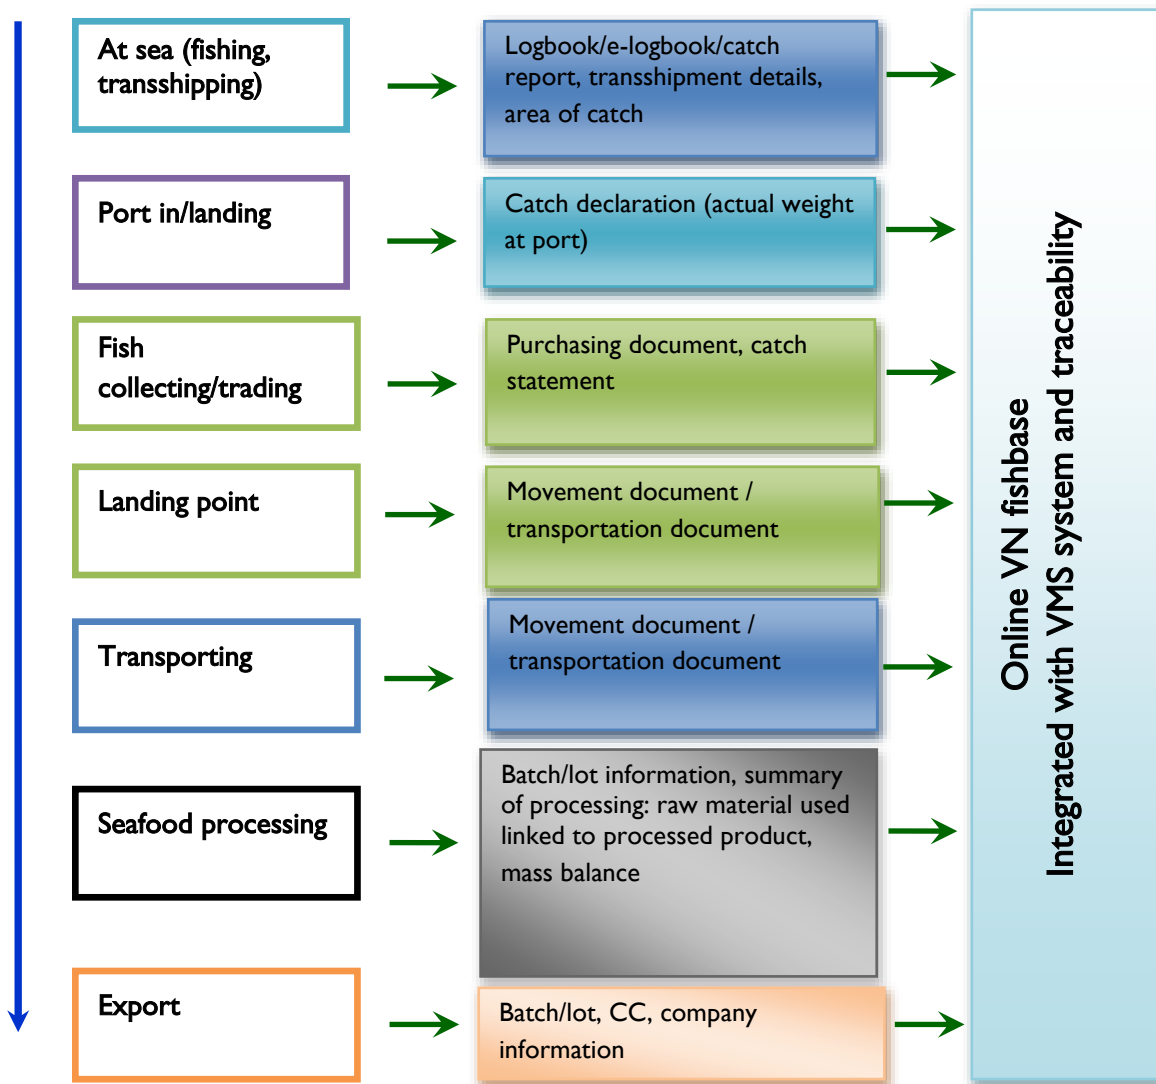 At sea (fishing,
transshipping)
Logbook/e-logbook/catch
report, transshipment details,
area of catch
Port in/landing
Catch declaration (actual weight
at port)
Fish
collecting/trading
Purchasing document, catch
statement
Landing point
Movement document /
transportation document
Transporting
Movement document /
transportation document
Seafood processing
Batch/lot information, summary
of processing: raw material used
linked to processed product,
mass balance
Export
Batch/lot, CC, company
information
Online VN fishbase
Integrated with VMS system and traceability